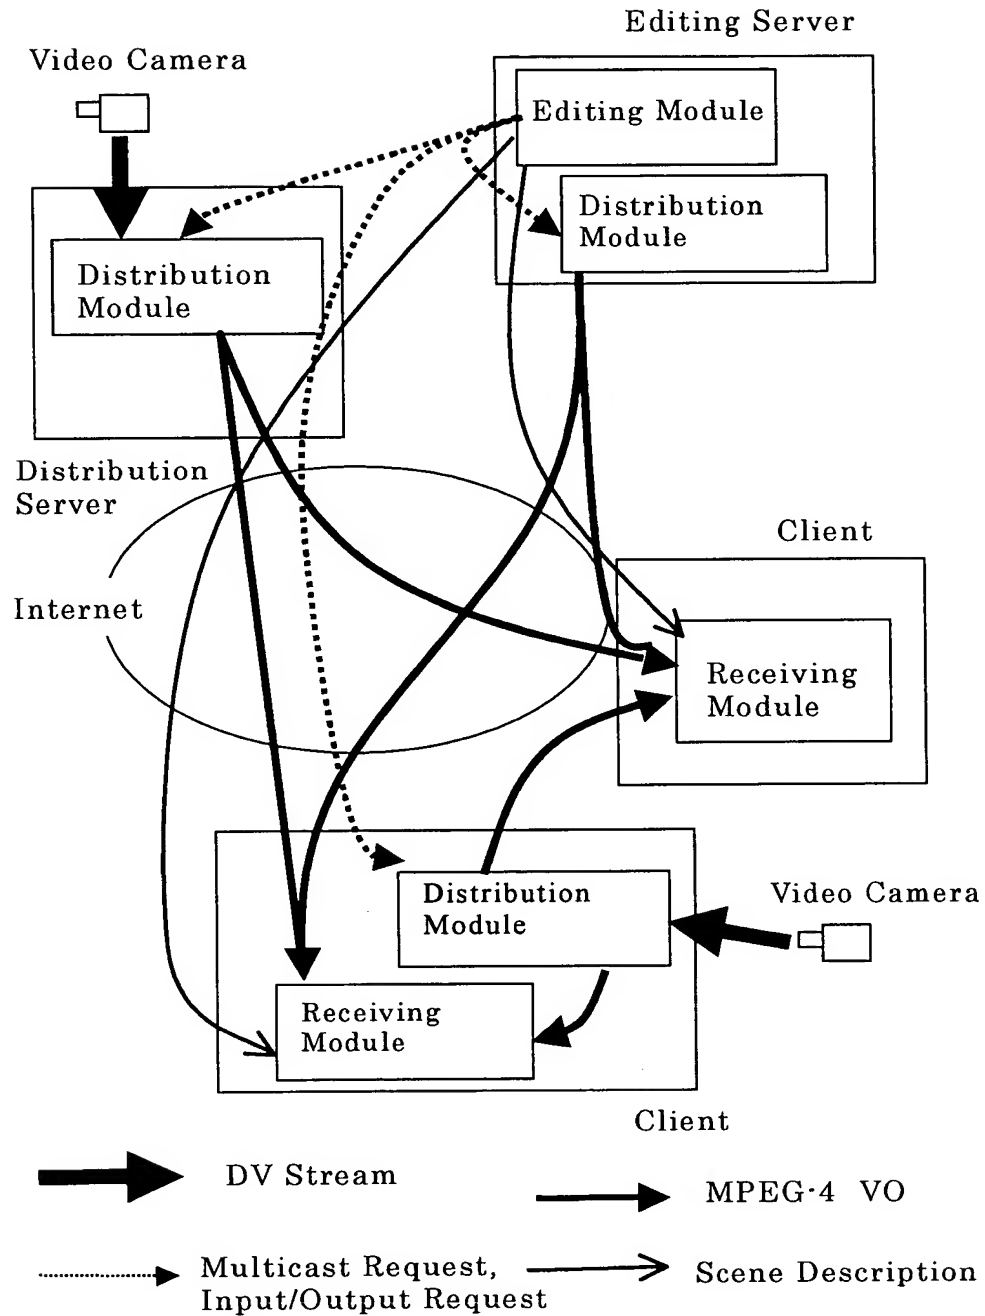 Editing Server
Video Camera
Editing Module
Distribution
Module
Distribution
Module
Distribution
Server
Client
Internet
Receiving
Module
Distribution
Module
Video Camera
Receiving
Module
Client
DV Stream
MPEG-4 VO
Multicast Request,
Input/Output Request
Scene Description